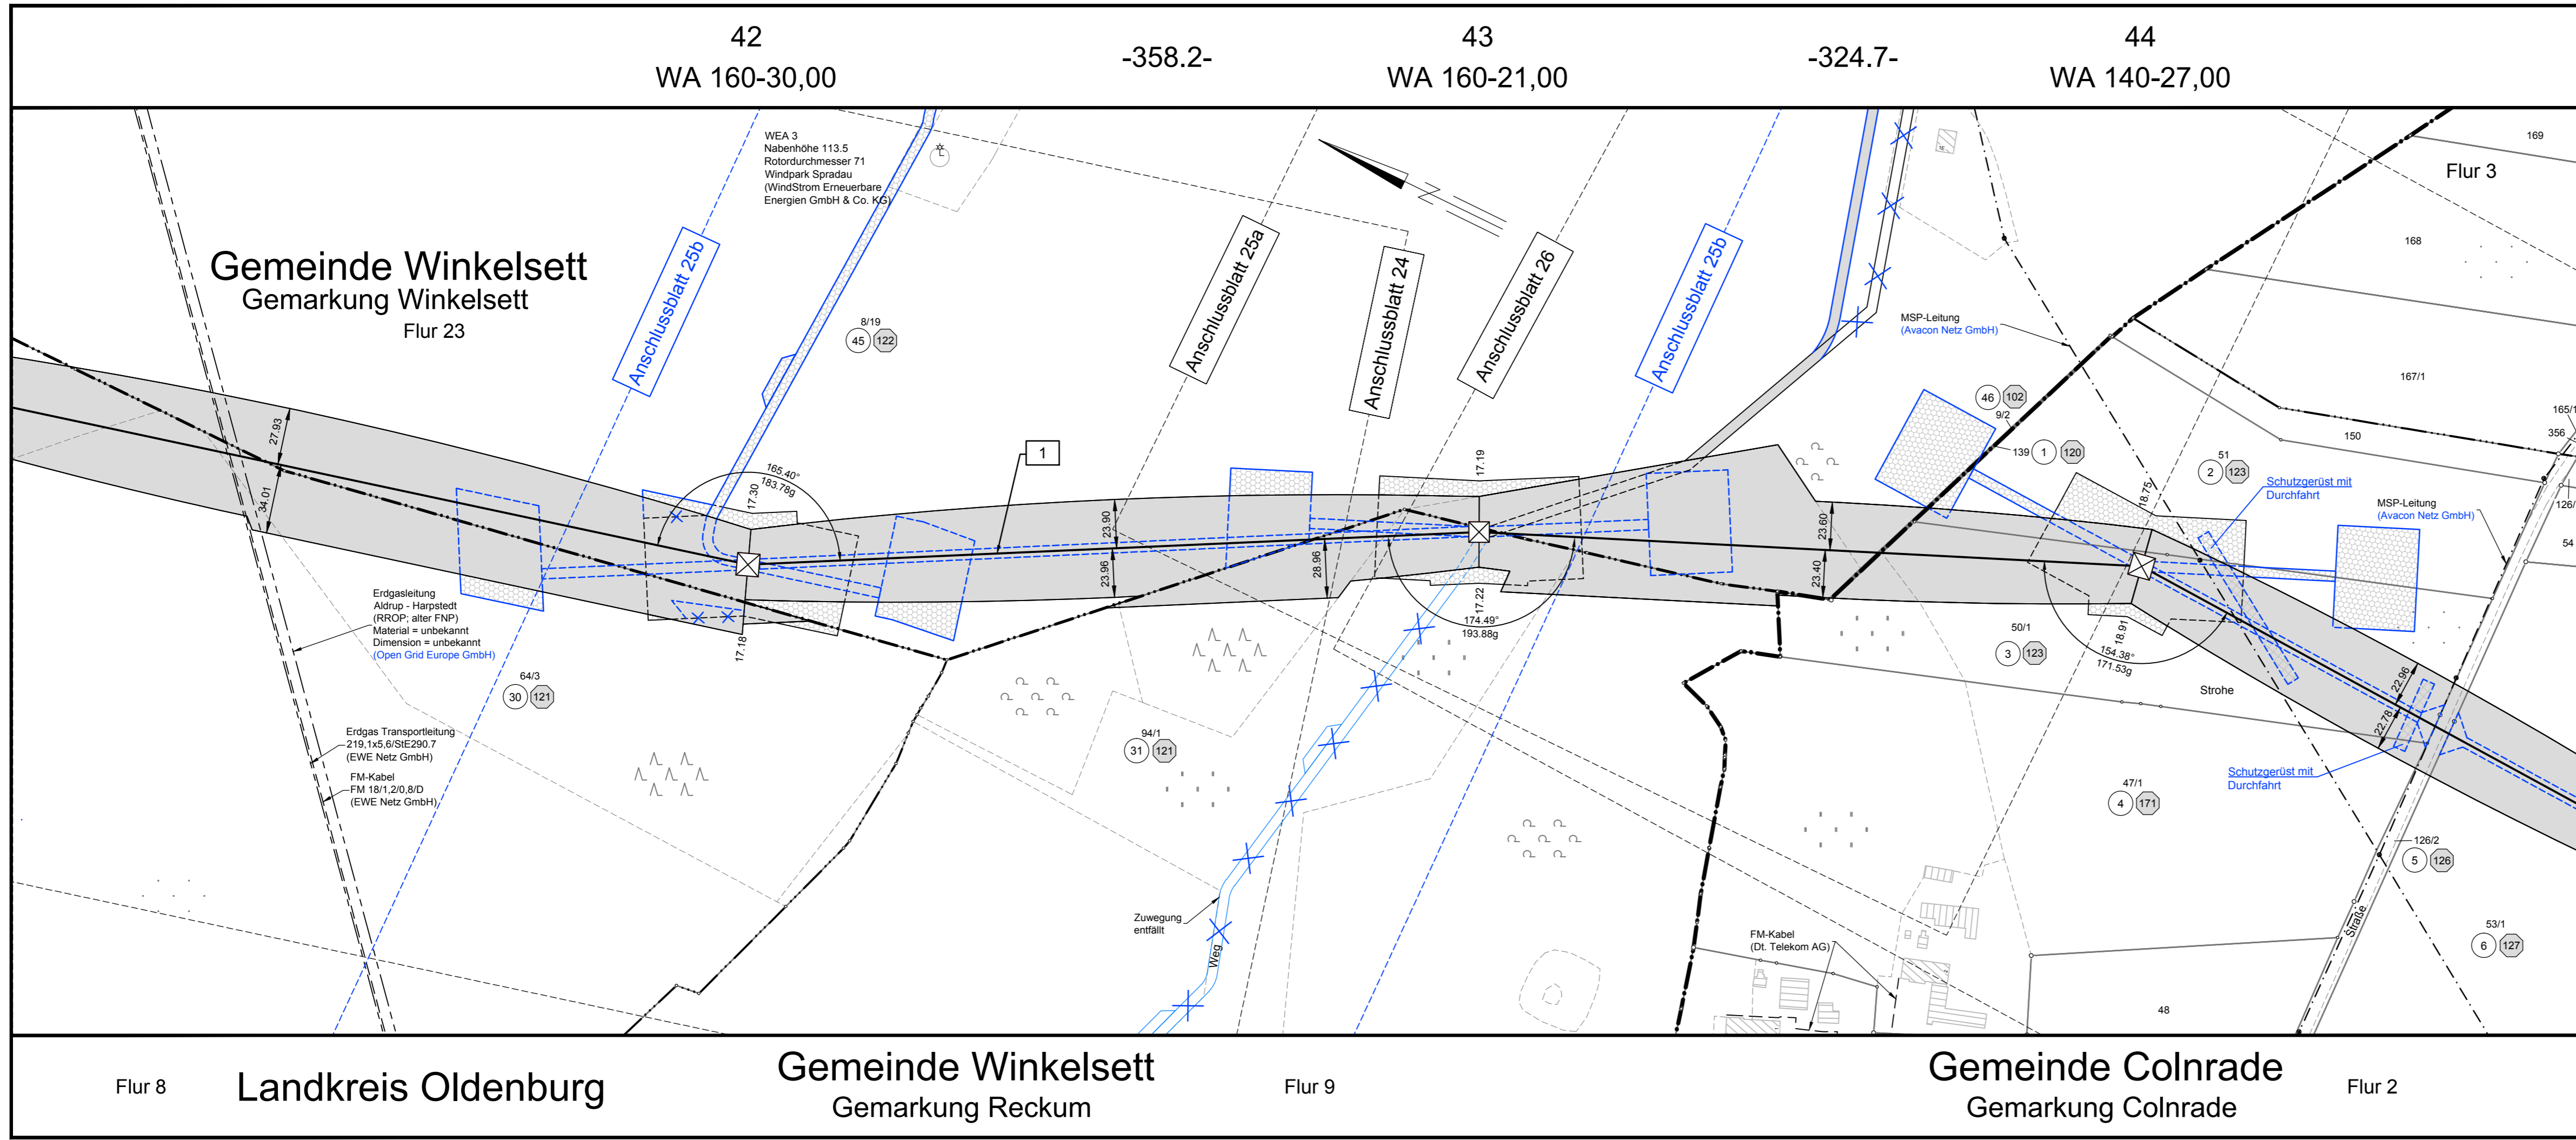 42
WA 160-30,00
-358.2-
43
WA 160-21,00
-324.7-
44
WA 140-27,00
WEA 3
Nabenhöhe 113.5
Rotordurchmesser 71
Windpark Spradau
(WindStrom Erneuerbare
Energien GmbH & Co. KG)
Gemeinde Winkelsett
Gemarkung Winkelsett
Flur 23
Anschlussblatt 25b
Anschlussblatt 25a
Anschlussblatt 24
Anschlussblatt 26
Anschlussblatt 25b
8/19
45 122
Flur 3
169
168
167/1
165/1
356
150
126/
54
MSP-Leitung
(Avacon Netz GmbH)
46 102
9/2
139 1 120
51
2 123
Schutzgerüst mit
Durchfahrt
MSP-Leitung
(Avacon Netz GmbH)
27.93
34.01
165.40°
183.78g
17.30
17.18
1
23.90
23.96
28.96
17.19
17.22
174.49°
193.88g
23.60
23.40
18.75
18.91
154.38°
171.53g
22.96
22.78
Erdgasleitung
Aldrup - Harpstedt
(RROP; alter FNP)
Material = unbekannt
Dimension = unbekannt
(Open Grid Europe GmbH)
64/3
30 121
Erdgas Transportleitung
219,1x5,6/StE290.7
(EWE Netz GmbH)
FM-Kabel
FM 18/1,2/0,8/D
(EWE Netz GmbH)
94/1
31 121
50/1
3 123
Strohe
47/1
4 171
Schutzgerüst mit
Durchfahrt
126/2
5 126
53/1
6 127
Zuwegung
entfällt
Weg
FM-Kabel
(Dt. Telekom AG)
Straße
48
Flur 8
Landkreis Oldenburg
Gemeinde Winkelsett
Gemarkung Reckum
Flur 9
Gemeinde Colnrade
Gemarkung Colnrade
Flur 2